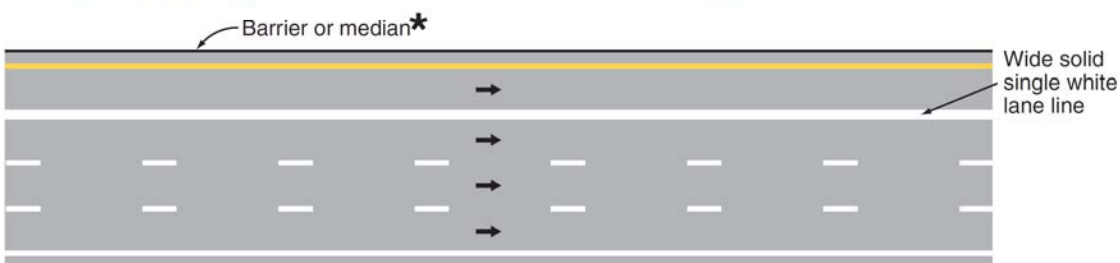 Barrier or median*
Wide solid
single white
lane line